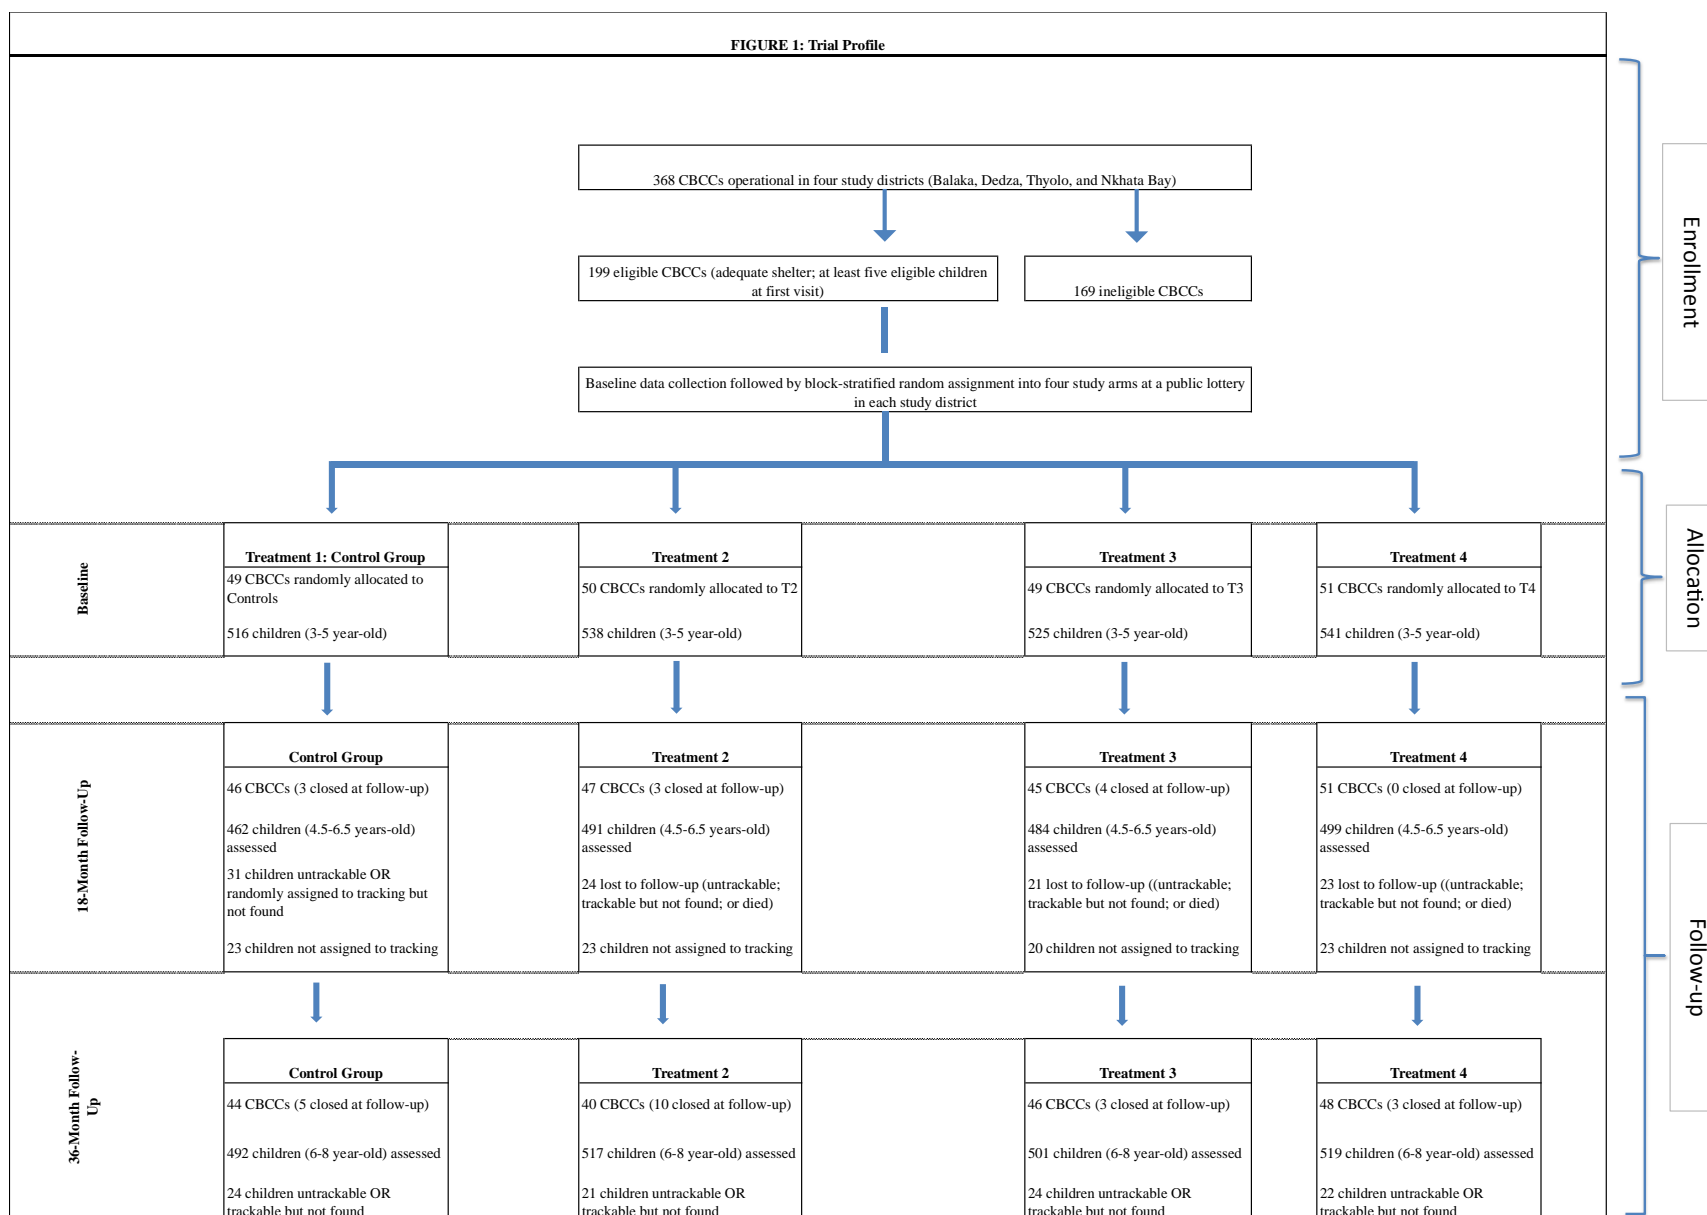 FIGURE 1: Trial Profile
368 CBCCs operational in four study districts (Balaka, Dedza, Thyolo, and Nkhata Bay)
199 eligible CBCCs (adequate shelter; at least five eligible children
at first visit)
169 ineligible CBCCs
Baseline data collection followed by block-stratified random assignment into four study arms at a public lottery
in each study district
Enrollment
Baseline
Treatment 1: Control Group
49 CBCCs randomly allocated to
Controls
516 children (3-5 year-old)
Treatment 2
50 CBCCs randomly allocated to T2
538 children (3-5 year-old)
Treatment 3
49 CBCCs randomly allocated to T3
525 children (3-5 year-old)
Treatment 4
51 CBCCs randomly allocated to T4
541 children (3-5 year-old)
Allocation
18-Month Follow-Up
Control Group
46 CBCCs (3 closed at follow-up)
462 children (4.5-6.5 years-old)
assessed
31 children untrackable OR
randomly assigned to tracking but
not found
23 children not assigned to tracking
Treatment 2
47 CBCCs (3 closed at follow-up)
491 children (4.5-6.5 years-old)
assessed
24 lost to follow-up (untrackable;
trackable but not found; or died)
23 children not assigned to tracking
Treatment 3
45 CBCCs (4 closed at follow-up)
484 children (4.5-6.5 years-old)
assessed
21 lost to follow-up ((untrackable;
trackable but not found; or died)
20 children not assigned to tracking
Treatment 4
51 CBCCs (0 closed at follow-up)
499 children (4.5-6.5 years-old)
assessed
23 lost to follow-up ((untrackable;
trackable but not found; or died)
23 children not assigned to tracking
Follow-up
36-Month Follow-
Up
Control Group
44 CBCCs (5 closed at follow-up)
492 children (6-8 year-old) assessed
24 children untrackable OR
trackable but not found
Treatment 2
40 CBCCs (10 closed at follow-up)
517 children (6-8 year-old) assessed
21 children untrackable OR
trackable but not found
Treatment 3
46 CBCCs (3 closed at follow-up)
501 children (6-8 year-old) assessed
24 children untrackable OR
trackable but not found
Treatment 4
48 CBCCs (3 closed at follow-up)
519 children (6-8 year-old) assessed
22 children untrackable OR
trackable but not found